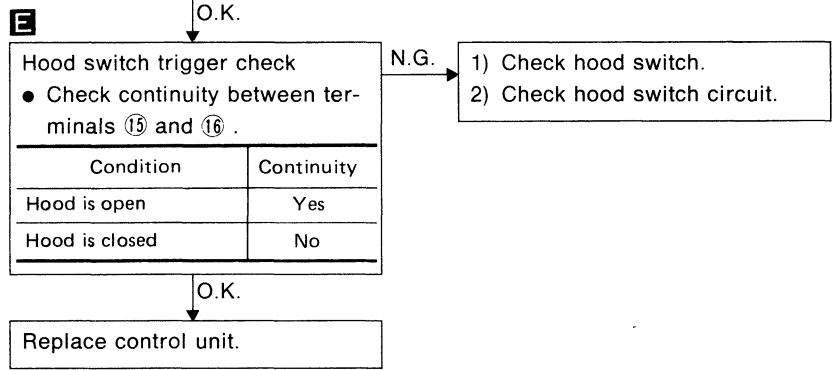 O.K.
E
Hood switch trigger check
● Check continuity between ter-
minals ⑮ and ⑯ .
Condition Continuity
Hood is open Yes
Hood is closed No
N.G.
1) Check hood switch.
2) Check hood switch circuit.
O.K.
Replace control unit.